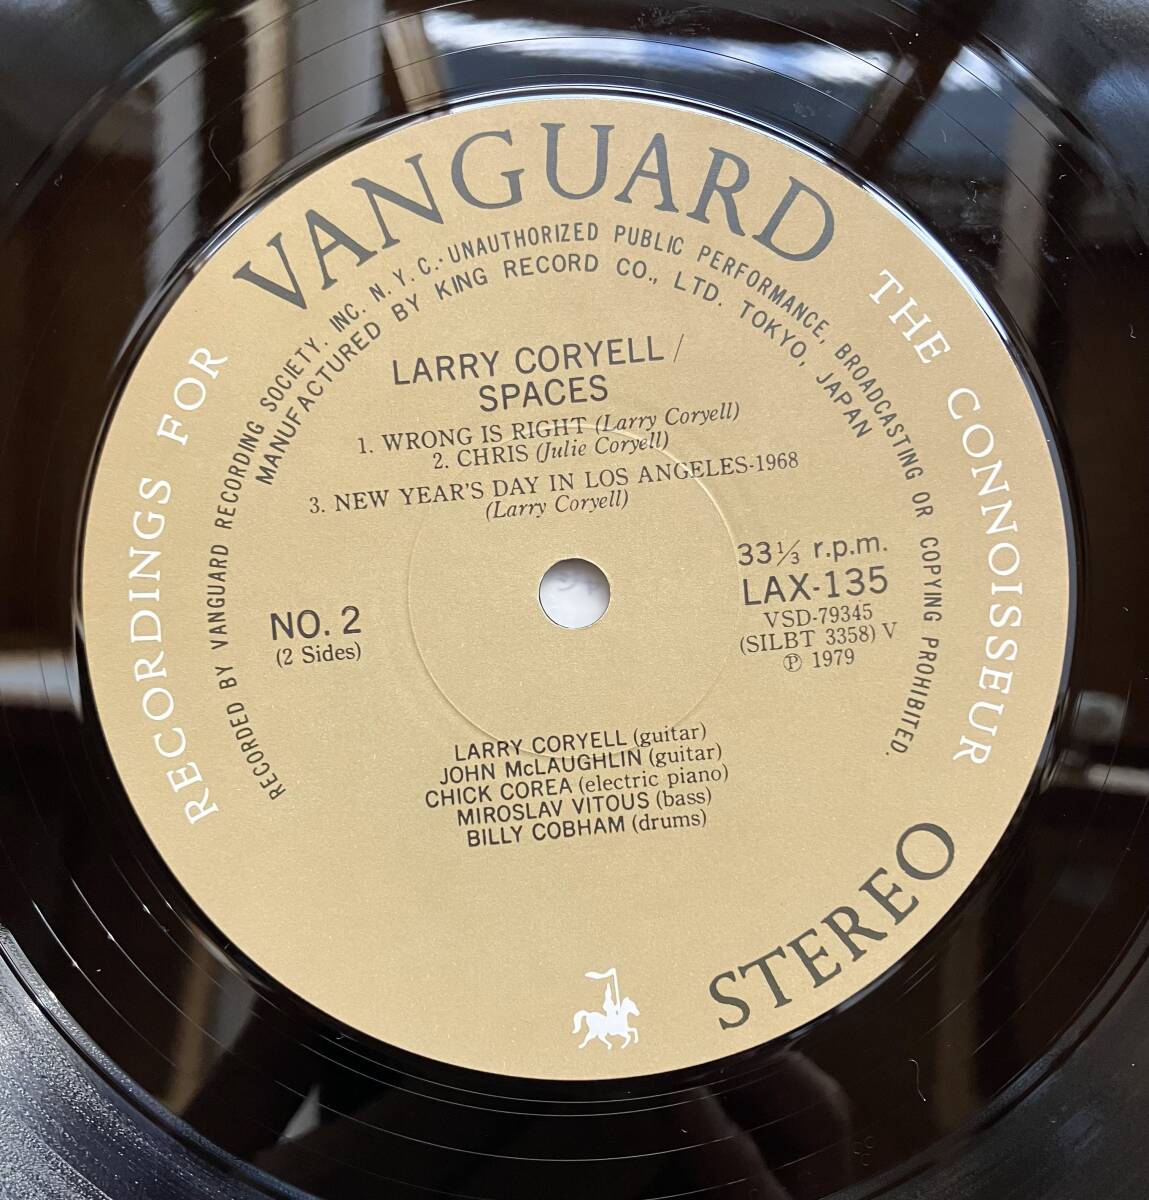 RECORDINGS FOR THE CONNOISSEUR
VANGUARD
RECORDED BY VANGUARD RECORDING SOCIETY, INC. N.Y.C.·UNAUTHORIZED PUBLIC PERFORMANCE, BROADCASTING OR COPYING PROHIBITED.
MANUFACTURED BY KING RECORD CO., LTD. TOKYO, JAPAN
LARRY CORYELL /
SPACES
1. WRONG IS RIGHT (Larry Coryell)
2. CHRIS (Julie Coryell)
3. NEW YEAR'S DAY IN LOS ANGELES-1968
(Larry Coryell)
33 1/3 r.p.m.
LAX-135
VSD-79345
(SILBT 3358) V
℗ 1979
NO. 2
(2 Sides)
LARRY CORYELL (guitar)
JOHN McLAUGHLIN (guitar)
CHICK COREA (electric piano)
MIROSLAV VITOUS (bass)
BILLY COBHAM (drums)
STEREO